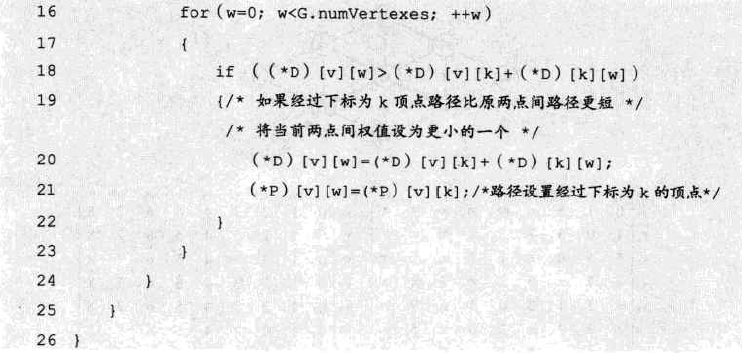 16 for(w=0; w<G.numVertexes; ++w)
17 {
18 if ((*D)[v][w]>(*D)[v][k]+(*D)[k][w])
19 {/* 如果经过下标为k顶点路径比原两点间路径更短 */
/* 将当前两点间权值设为更小的一个 */
20 (*D)[v][w]=(*D)[v][k]+(*D)[k][w];
21 (*P)[v][w]=(*P)[v][k];/*路径设置经过下标为k的顶点*/
22 }
23 }
24 }
25 }
26 }